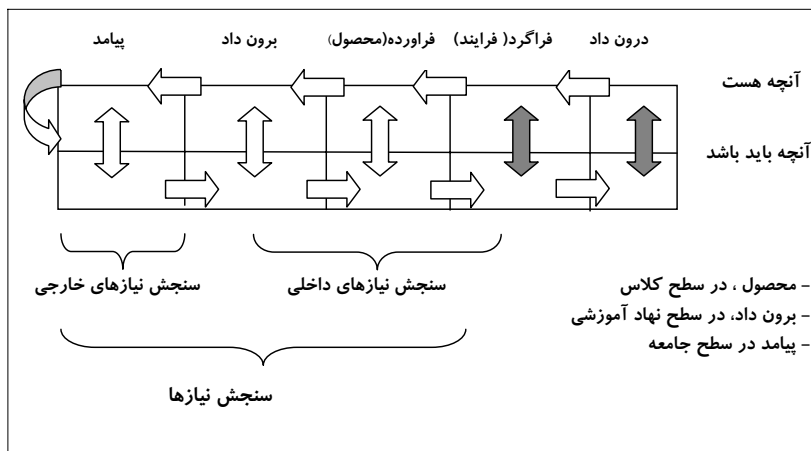 درون داد فراگرد( فرایند) فراورده(محصول) برون داد پیامد
آنچه هست
آنچه باید باشد
سنجش نیازهای داخلی سنجش نیازهای خارجی
- محصول ، در سطح کلاس
- برون داد، در سطح نهاد آموزشی
- پیامد در سطح جامعه
سنجش نیازها